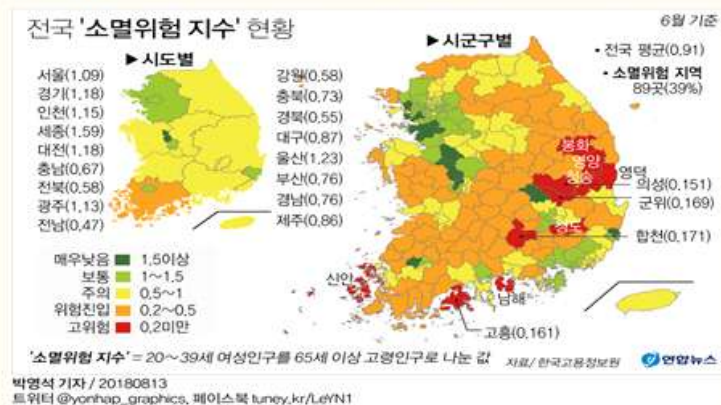 전국 '소멸위험 지수' 현황
6월 기준
▶시도별
서울(1.09)
경기(1.18)
인천(1.15)
세종(1.59)
대전(1.18)
충남(0.67)
전북(0.58)
광주(1.13)
전남(0.47)
강원(0.58)
충북(0.73)
경북(0.55)
대구(0.87)
울산(1.23)
부산(0.76)
경남(0.76)
제주(0.86)
▶시군구별
• 전국 평균(0.91)
• 소멸위험 지역
89곳(39%)
봉화
영양
청송
영덕
의성(0.151)
군위(0.169)
청도
합천(0.171)
신안
남해
고흥(0.161)
매우낮음 1.5이상
보통 1~1.5
주의 0.5~1
위험진입 0.2~0.5
고위험 0.2미만
'소멸위험 지수' = 20~39세 여성인구를 65세 이상 고령인구로 나눈 값
자료/ 한국고용정보원
연합뉴스
박영석 기자 / 20180813
트위터 @yonhap_graphics, 페이스북 tuney.kr/LeYN1